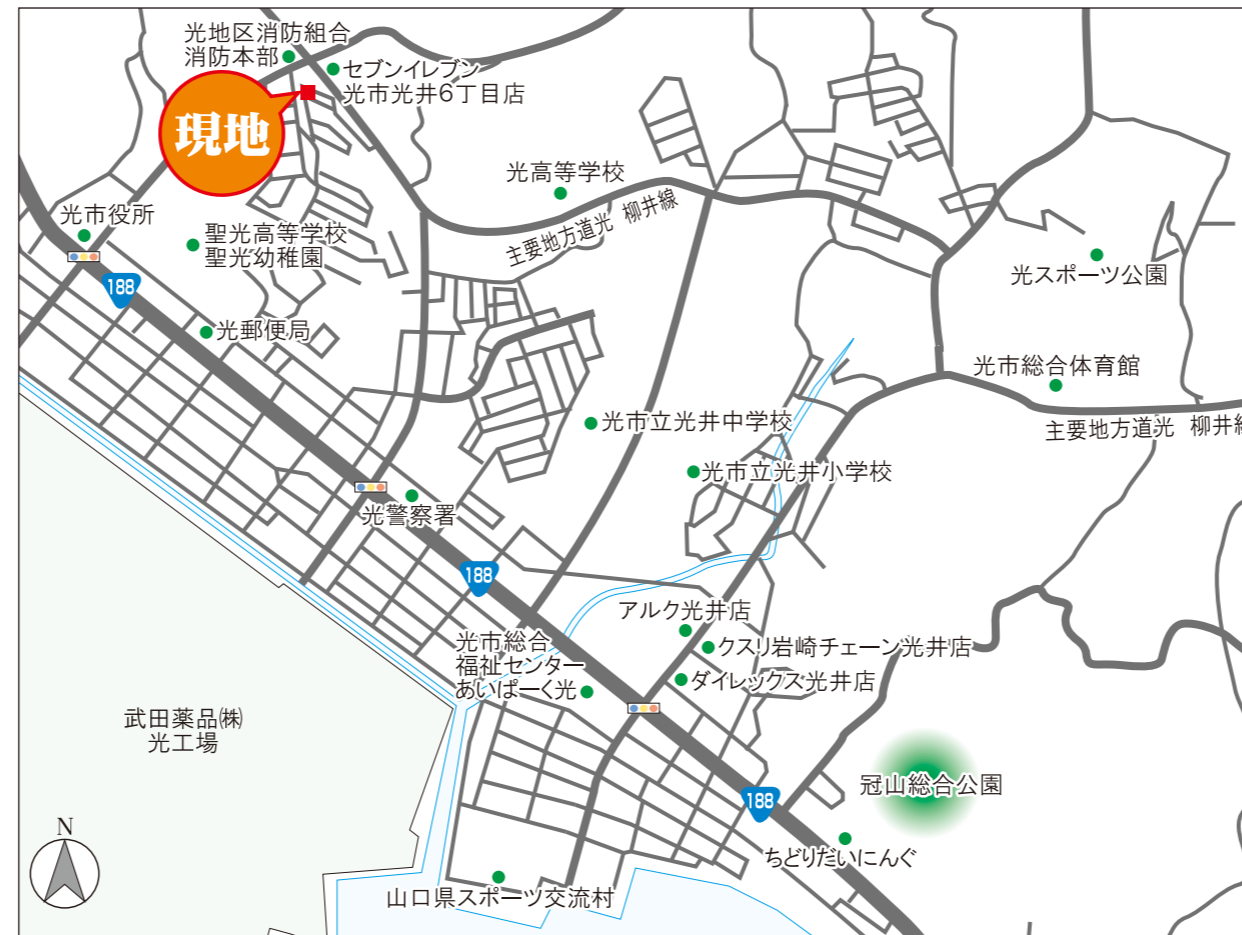 光地区消防組合
消防本部
セブンイレブン
光市光井6丁目店
現地
光高等学校
主要地方道光 柳井線
光市役所
聖光高等学校
聖光幼稚園
188
光スポーツ公園
光郵便局
光市総合体育館
主要地方道光 柳井線
光市立光井中学校
光市立光井小学校
光警察署
188
アルク光井店
クスリ岩崎チェーン光井店
ダイレックス光井店
光市総合
福祉センター
あいぱーく光
武田薬品㈱
光工場
冠山総合公園
188
ちどりだいにんぐ
N
山口県スポーツ交流村